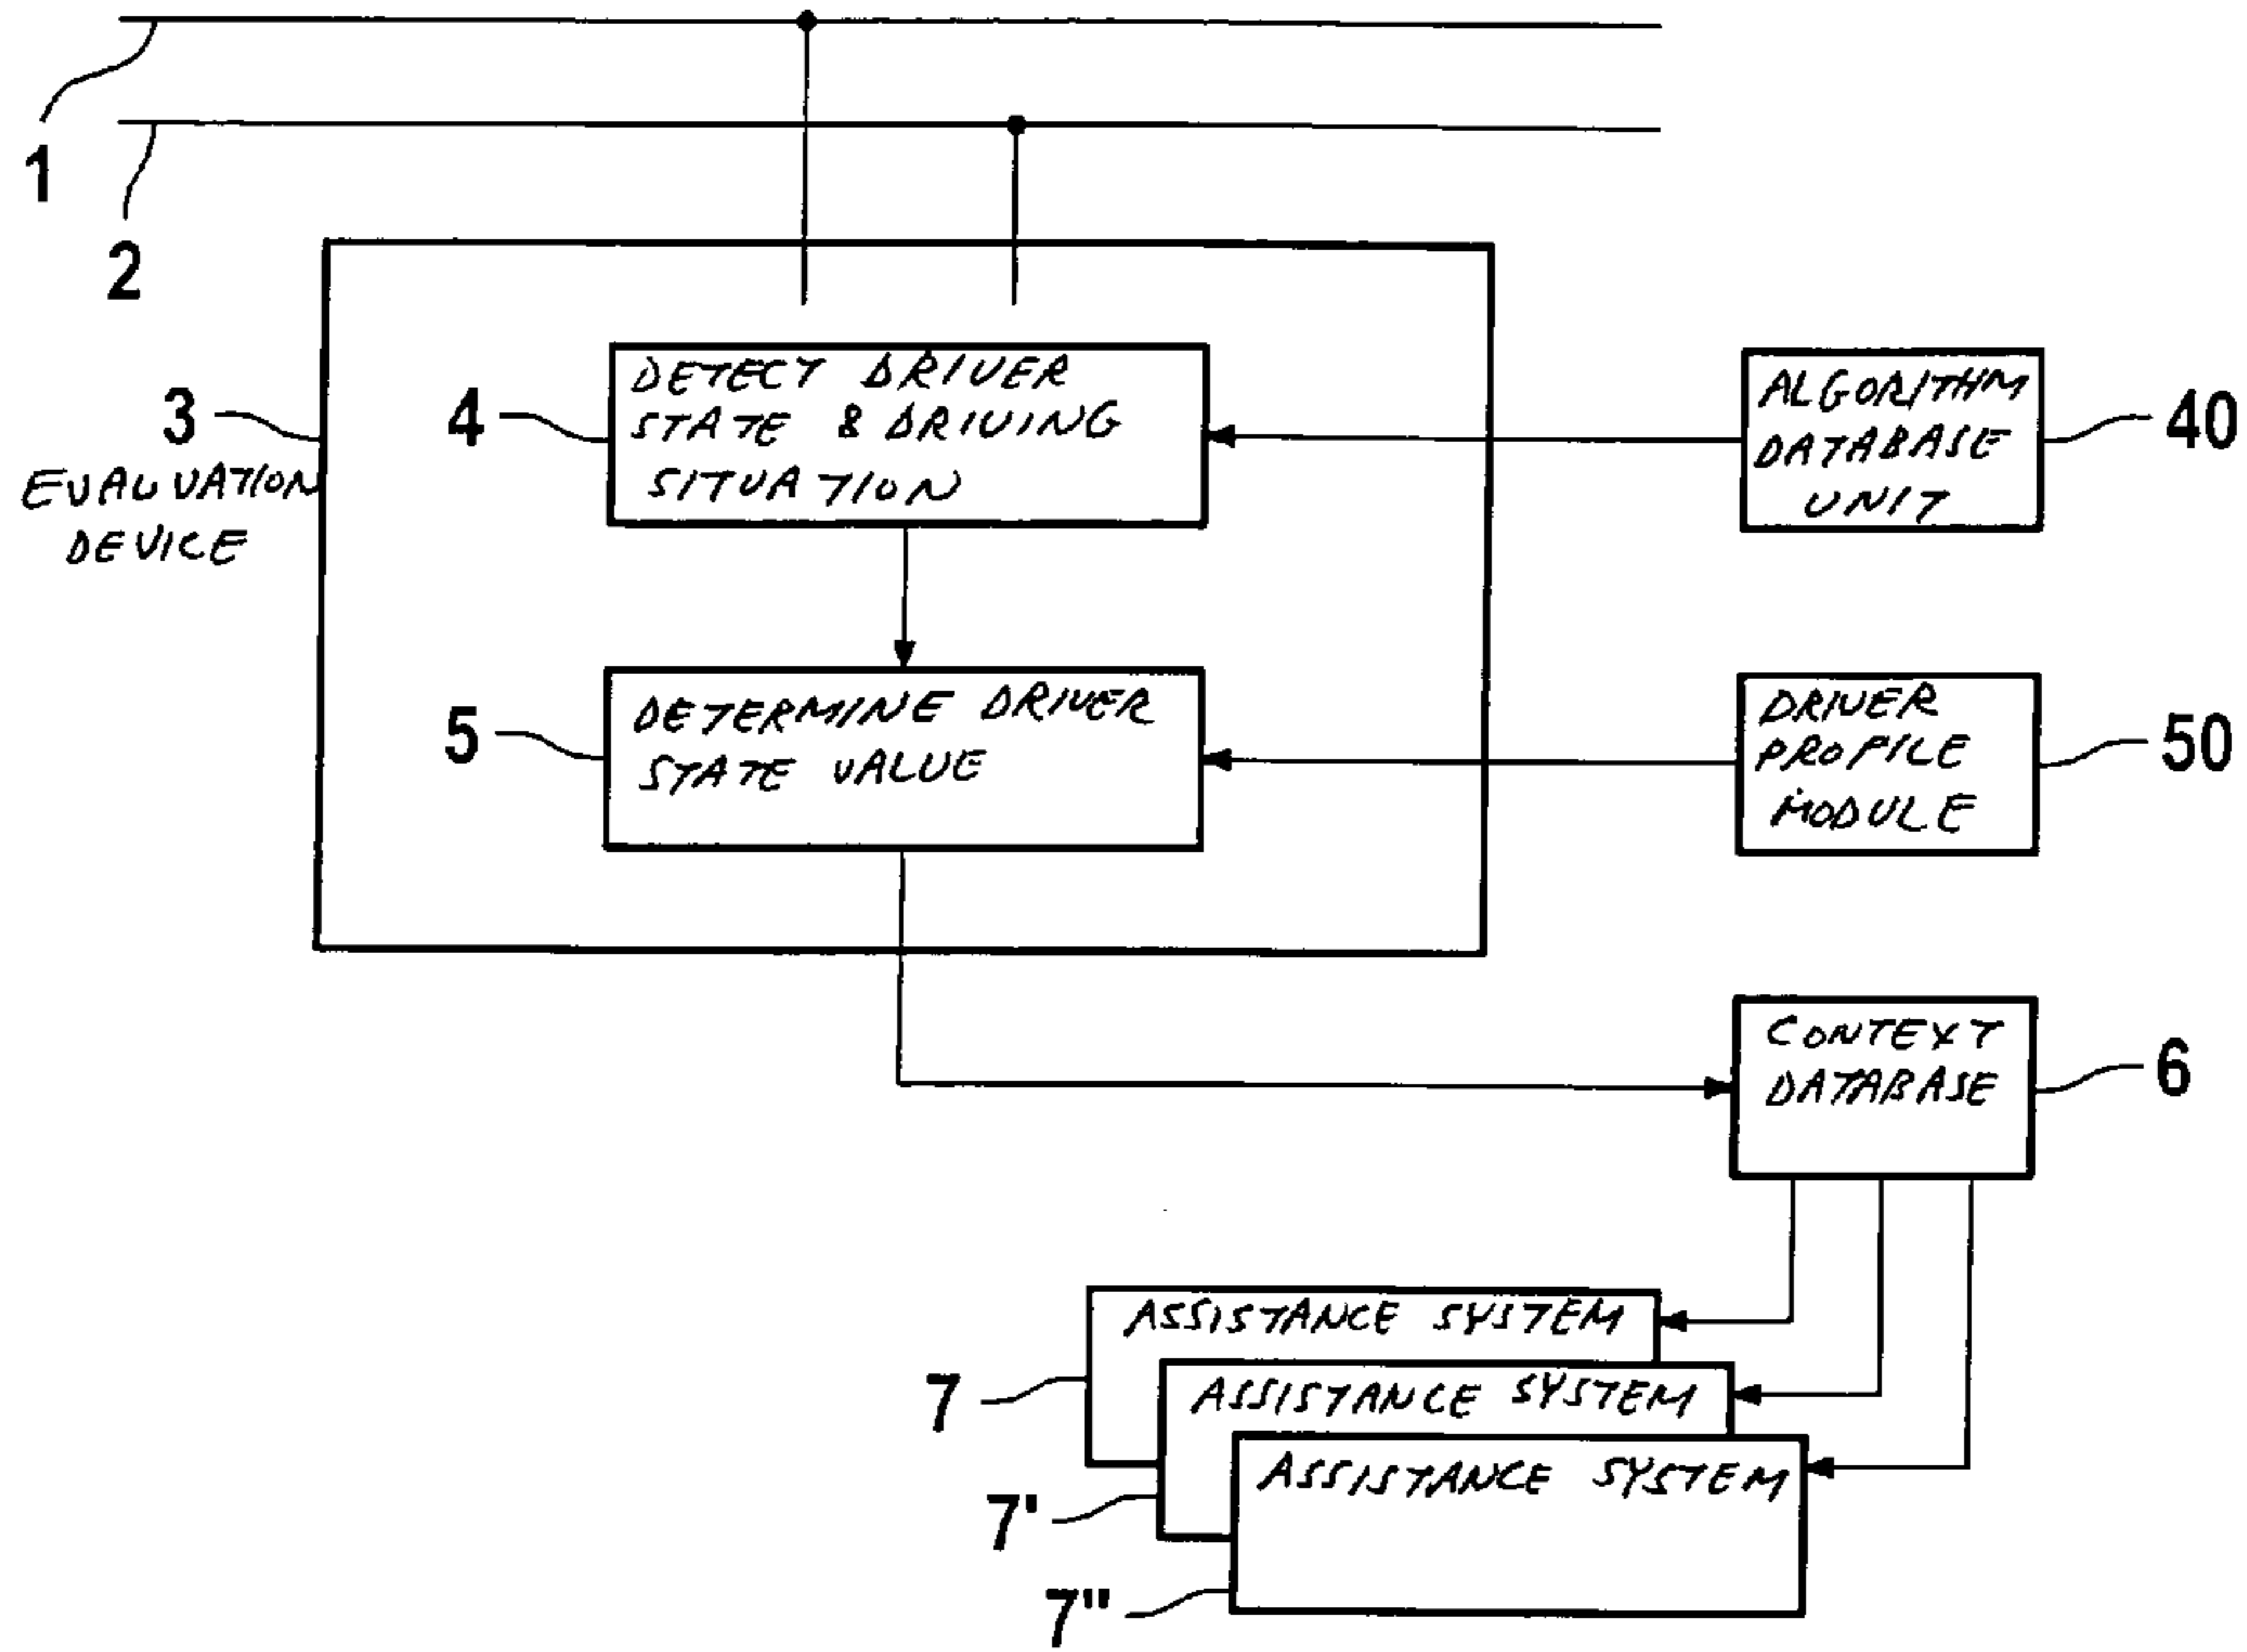 1
2
3
EVALUATION
DEVICE
4
DETECT DRIVER
STATE & DRIVING
SITUATION
ALGORITHM
DATABASE
UNIT
40
5
DETERMINE DRIVER
STATE VALUE
DRIVER
PROFILE
MODULE
50
CONTEXT
DATABASE
6
ASSISTANCE SYSTEM
7
ASSISTANCE SYSTEM
7'
ASSISTANCE SYSTEM
7"